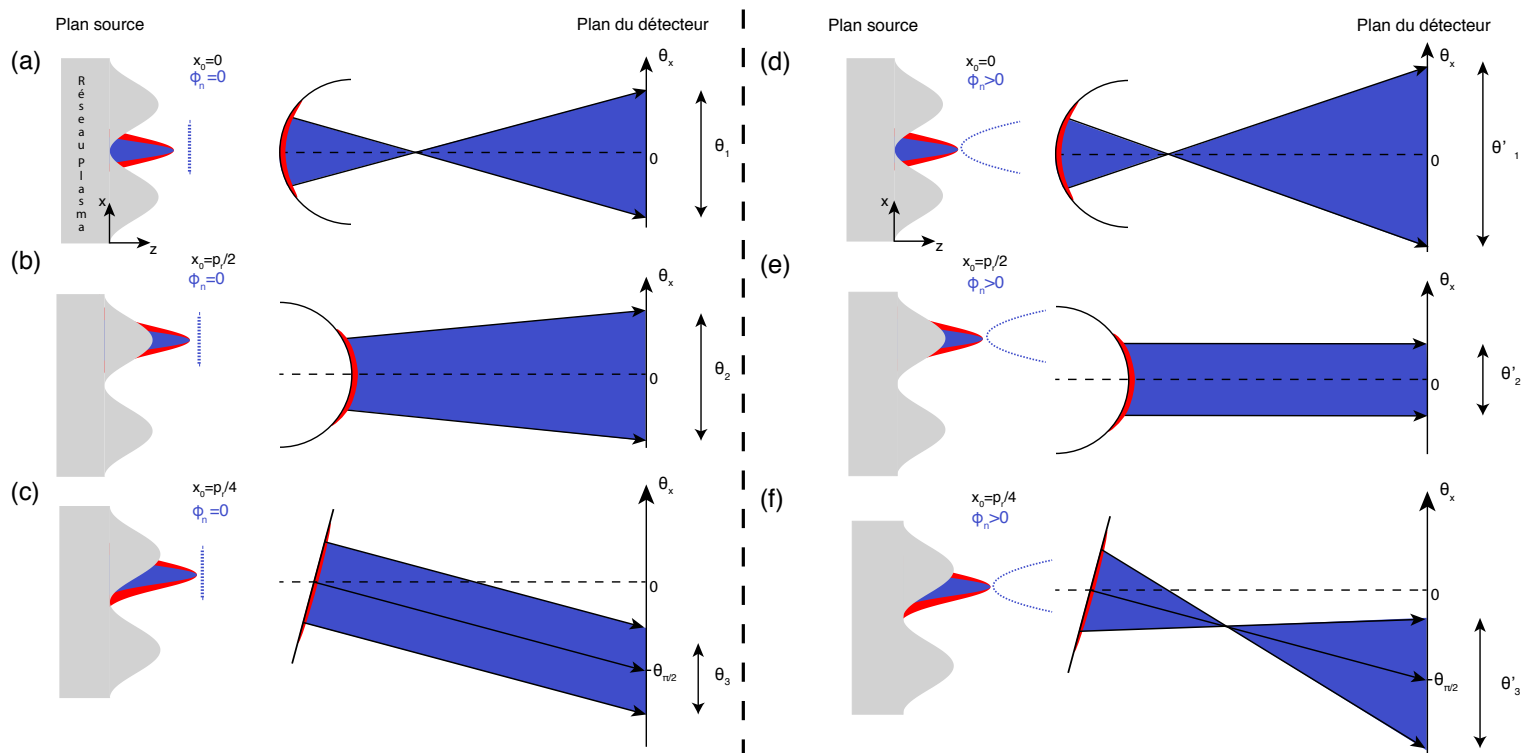 Plan source
Plan du détecteur
Plan source
Plan du détecteur
(a)
x₀=0
ϕₙ=0
θₓ
Réseau Plasma
x
z
0
θ₁
(d)
x₀=0
ϕₙ>0
θₓ
x
z
0
θ'₁
(b)
x₀=pᵣ/2
ϕₙ=0
θₓ
0
θ₂
(e)
x₀=pᵣ/2
ϕₙ>0
θₓ
0
θ'₂
(c)
x₀=pᵣ/4
ϕₙ=0
θₓ
0
θπ/2
θ₃
(f)
x₀=pᵣ/4
ϕₙ>0
θₓ
0
θπ/2
θ'₃